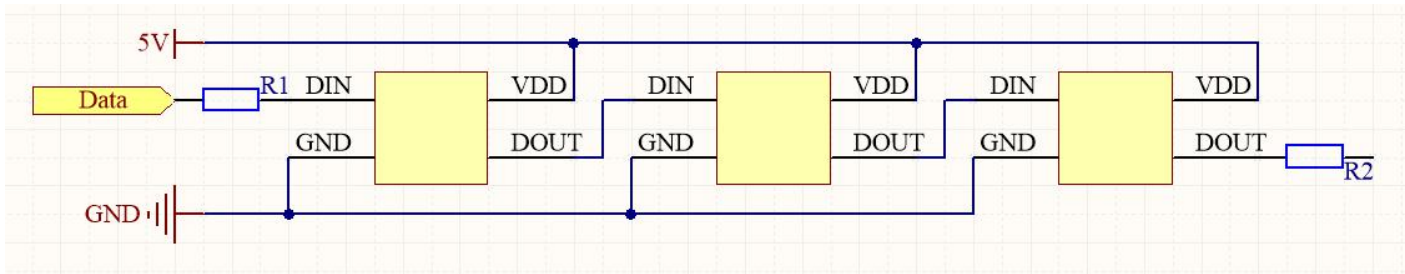 5V
Data
R1 DIN VDD DIN VDD DIN VDD
GND DOUT GND DOUT GND DOUT
R2
GND